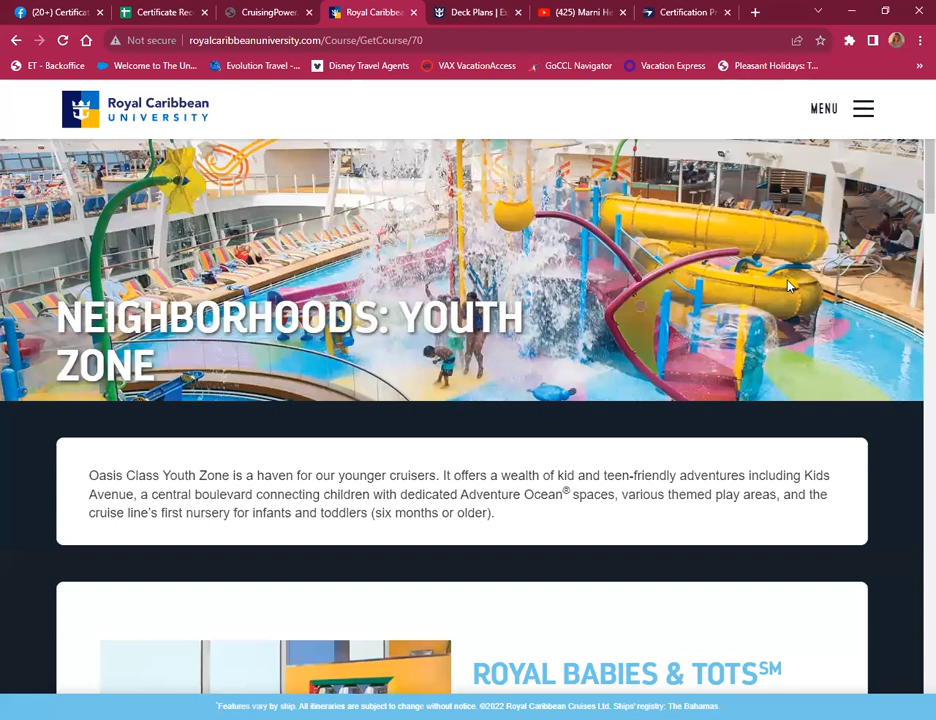 (20+) Certificat
Certificate Rec
CruisingPower.
Royal Caribbea
Deck Plans | Ex
(425) Marni He
Certification Pr
Not secure
royalcaribbeanuniversity.com/Course/GetCourse/70
ET - Backoffice
Welcome to The Un...
Evolution Travel -...
Disney Travel Agents
VAX VacationAccess
GoCCL Navigator
Vacation Express
Pleasant Holidays: T...
»
Royal Caribbean
UNIVERSITY
MENU
NEIGHBORHOODS: YOUTH
ZONE
Oasis Class Youth Zone is a haven for our younger cruisers. It offers a wealth of kid and teen-friendly adventures including Kids
Avenue, a central boulevard connecting children with dedicated Adventure Ocean® spaces, various themed play areas, and the
cruise line's first nursery for infants and toddlers (six months or older).
ROYAL BABIES & TOTS℠
*Features vary by ship. All itineraries are subject to change without notice. ©2022 Royal Caribbean Cruises Ltd. Ships' registry: The Bahamas.